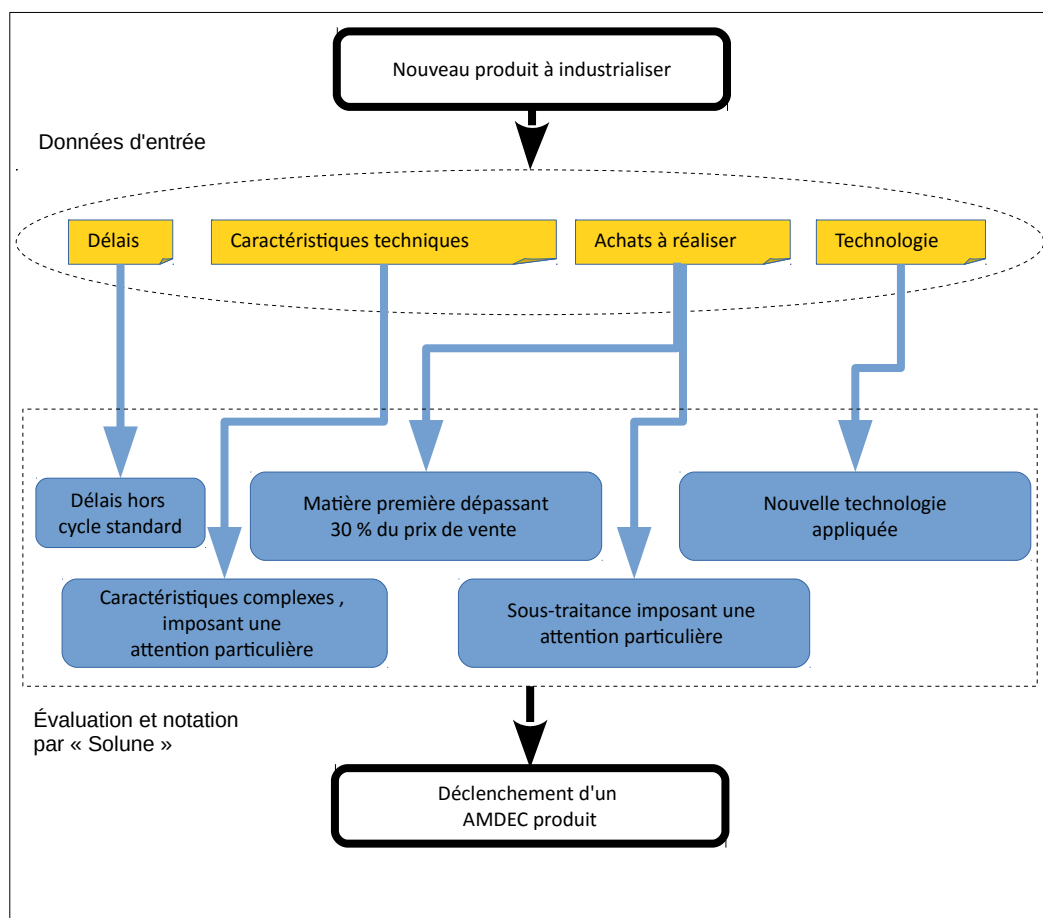 Nouveau produit à industrialiser
Données d'entrée
Délais
Caractéristiques techniques
Achats à réaliser
Technologie
Délais hors
cycle standard
Matière première dépassant
30 % du prix de vente
Nouvelle technologie
appliquée
Caractéristiques complexes ,
imposant une
attention particulière
Sous-traitance imposant une
attention particulière
Évaluation et notation
par « Solune »
Déclenchement d'un
AMDEC produit